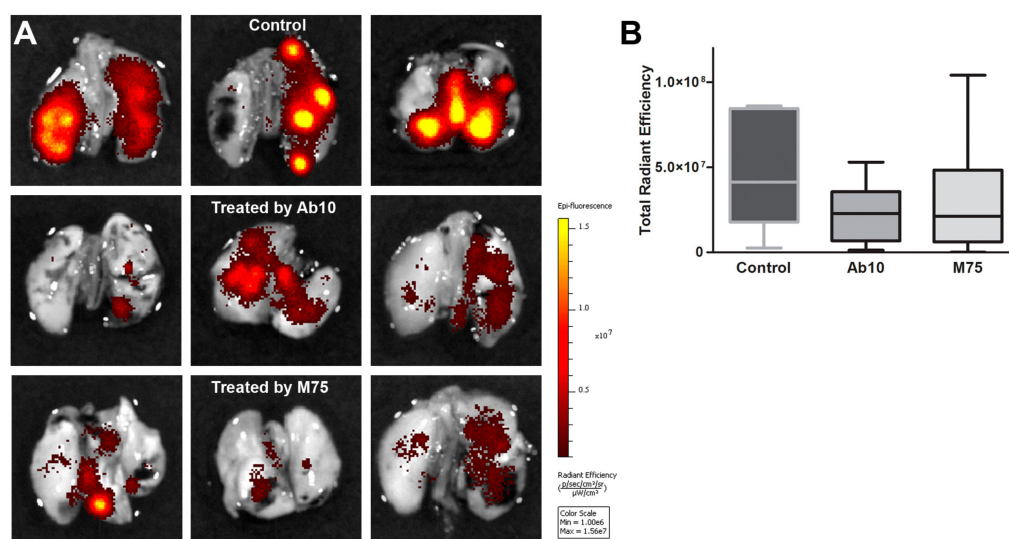 A
Control
Treated by Ab10
Treated by M75
Epi-fluorescence
1.5
1.0
x10⁷
0.5
Radiant Efficiency
(p/sec/cm²/sr
µW/cm²)
Color Scale
Min = 1.00e6
Max = 1.56e7
B
Total Radiant Efficiency
1.0×10⁸
5.0×10⁷
0
Control
Ab10
M75